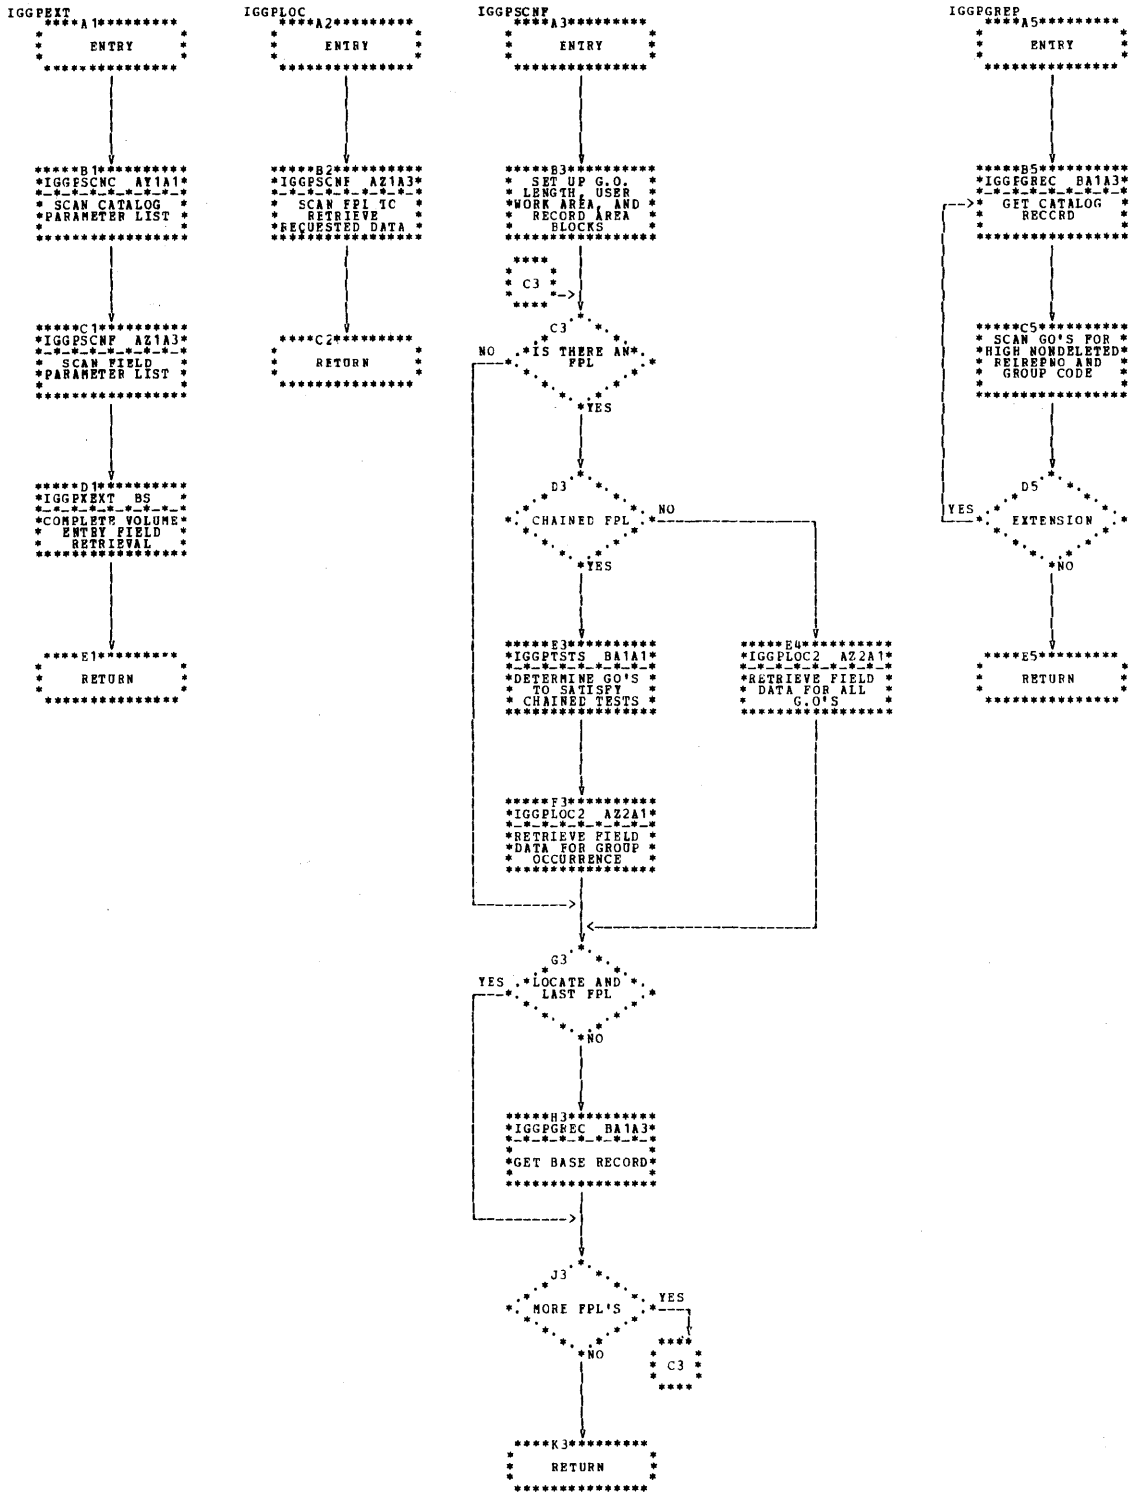 IGGPEXT
A1
ENTRY
B1
IGGPSCNC AY1A1
SCAN CATALOG
PARAMETER LIST
C1
IGGPSCNF AZ1A3
SCAN FIELD
PARAMETER LIST
D1
IGGPXEXT BS
COMPLETE VOLUME
ENTRY FIELD
RETRIEVAL
E1
RETURN
IGGPLOC
A2
ENTRY
B2
IGGPSCNF AZ1A3
SCAN FPL TC
RETRIEVE
REQUESTED DATA
C2
RETURN
IGGPSCNF
A3
ENTRY
B3
SET UP G.O.
LENGTH, USER
WORK AREA, AND
RECORD AREA
BLOCKS
C3
C3
IS THERE AN
FPL
NO
YES
D3
CHAINED FPL
NO
YES
E3
IGGPTSTS BA1A1
DETERMINE GO'S
TO SATISFY
CHAINED TESTS
E4
IGGPLOC2 AZ2A1
RETRIEVE FIELD
DATA FOR ALL
G.O'S
F3
IGGPLOC2 AZ2A1
RETRIEVE FIELD
DATA FOR GROUP
OCCURRENCE
G3
LOCATE AND
LAST FPL
YES
NO
H3
IGGPGREC BA1A3
GET BASE RECORD
J3
MORE FPL'S
YES
C3
NO
K3
RETURN
IGGPGREP
A5
ENTRY
B5
IGGPGREC BA1A3
GET CATALOG
RECCRD
C5
SCAN GO'S FOR
HIGH NONDELETED
RELREPNO AND
GROUP CODE
D5
EXTENSION
YES
NO
E5
RETURN